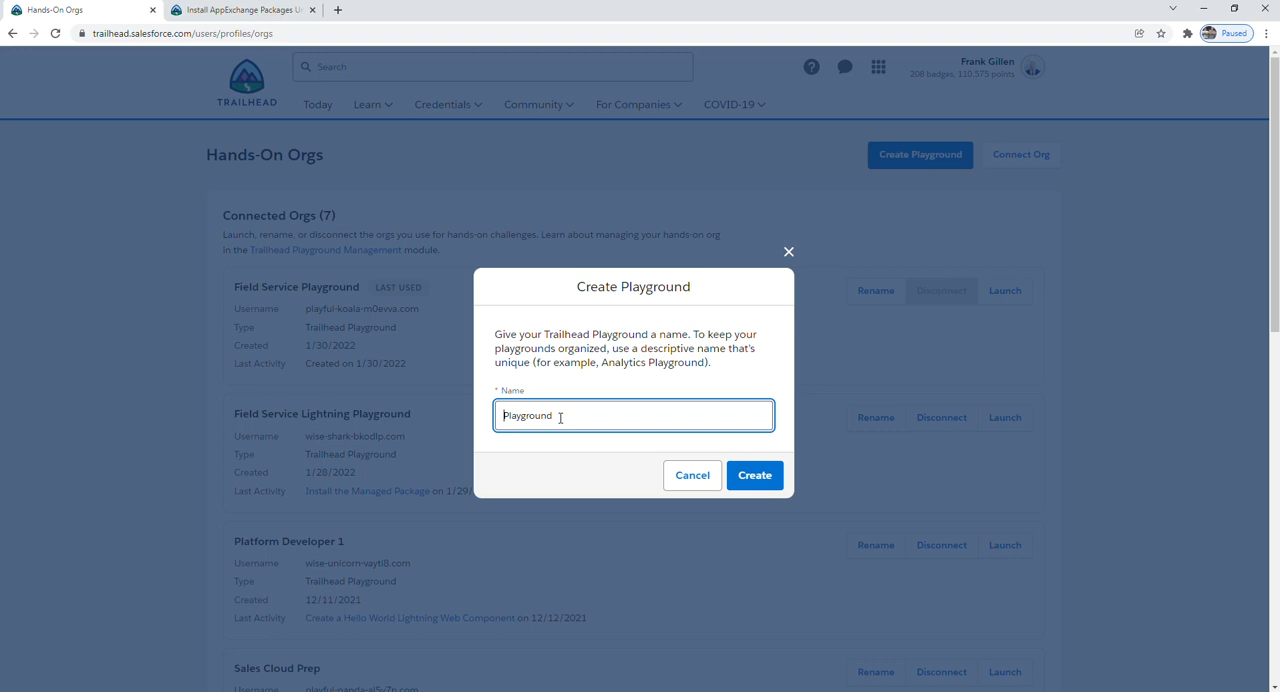 Hands-On Orgs
Install AppExchange Packages U
trailhead.salesforce.com/users/profiles/orgs
Paused
TRAILHEAD
Search
Frank Gillen
208 badges, 110,575 points
Today Learn Credentials Community For Companies COVID-19
Hands-On Orgs
Create Playground Connect Org
Connected Orgs (7)
Launch, rename, or disconnect the orgs you use for hands-on challenges. Learn about managing your hands-on org
in the Trailhead Playground Management module.
Field Service Playground LAST USED
Rename Disconnect Launch
Username playful-koala-m0evva.com
Type Trailhead Playground
Created 1/30/2022
Last Activity Created on 1/30/2022
Create Playground
Give your Trailhead Playground a name. To keep your
playgrounds organized, use a descriptive name that's
unique (for example, Analytics Playground).
* Name
Playground
Cancel Create
Field Service Lightning Playground
Rename Disconnect Launch
Username wise-shark-bkodlp.com
Type Trailhead Playground
Created 1/28/2022
Last Activity Install the Managed Package on 1/29/
Platform Developer 1
Rename Disconnect Launch
Username wise-unicorn-vayti8.com
Type Trailhead Playground
Created 12/11/2021
Last Activity Create a Hello World Lightning Web Component on 12/12/2021
Sales Cloud Prep
Rename Disconnect Launch
Username